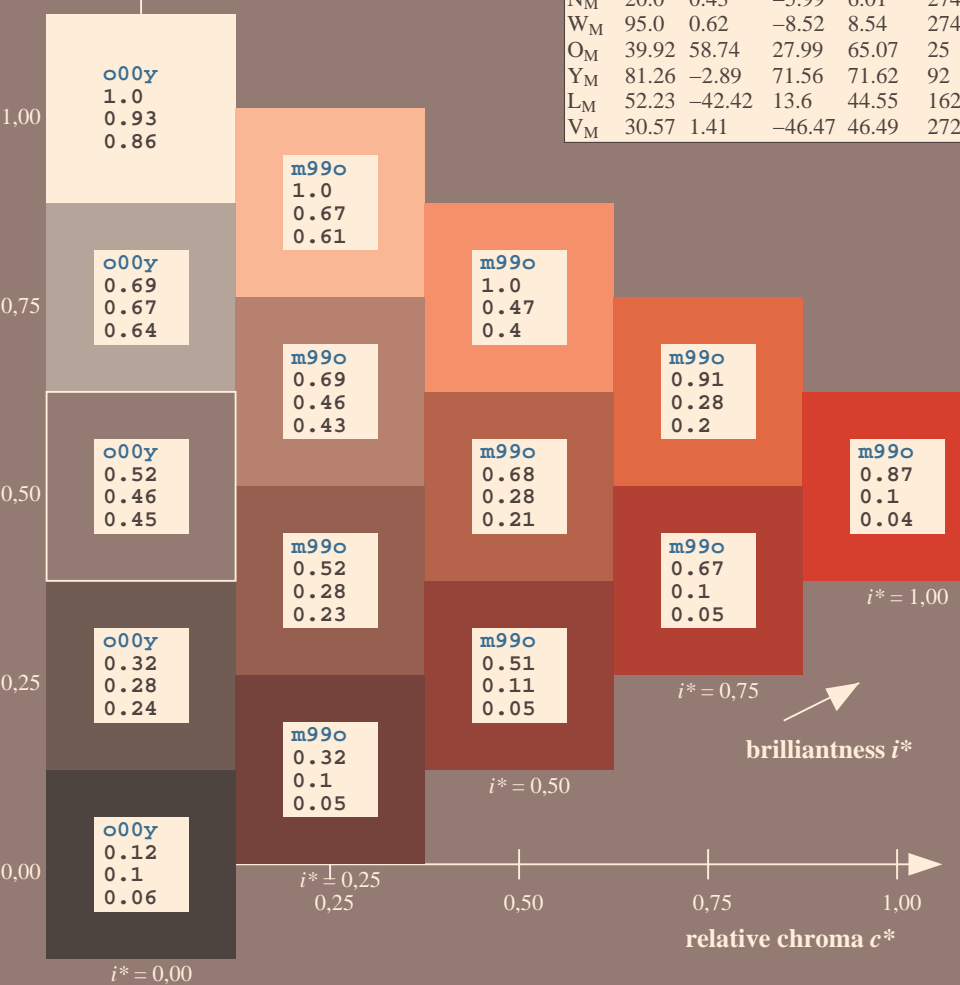 N_M 20.0 0.43 −5.99 6.01 274
W_M 95.0 0.62 −8.52 8.54 274
O_M 39.92 58.74 27.99 65.07 25
Y_M 81.26 −2.89 71.56 71.62 92
L_M 52.23 −42.42 13.6 44.55 162
V_M 30.57 1.41 −46.47 46.49 272
o00y
1.0
0.93
0.86
1,00
m99o
1.0
0.67
0.61
o00y
0.69
0.67
0.64
m99o
1.0
0.47
0.4
0,75
m99o
0.69
0.46
0.43
m99o
0.91
0.28
0.2
o00y
0.52
0.46
0.45
m99o
0.68
0.28
0.21
m99o
0.87
0.1
0.04
0,50
m99o
0.52
0.28
0.23
m99o
0.67
0.1
0.05
i* = 1,00
o00y
0.32
0.28
0.24
m99o
0.51
0.11
0.05
0,25
i* = 0,75
brilliantness i*
m99o
0.32
0.1
0.05
i* = 0,50
o00y
0.12
0.1
0.06
0,00
i* = 0,25
0,25 0,50 0,75 1,00
relative chroma c*
i* = 0,00